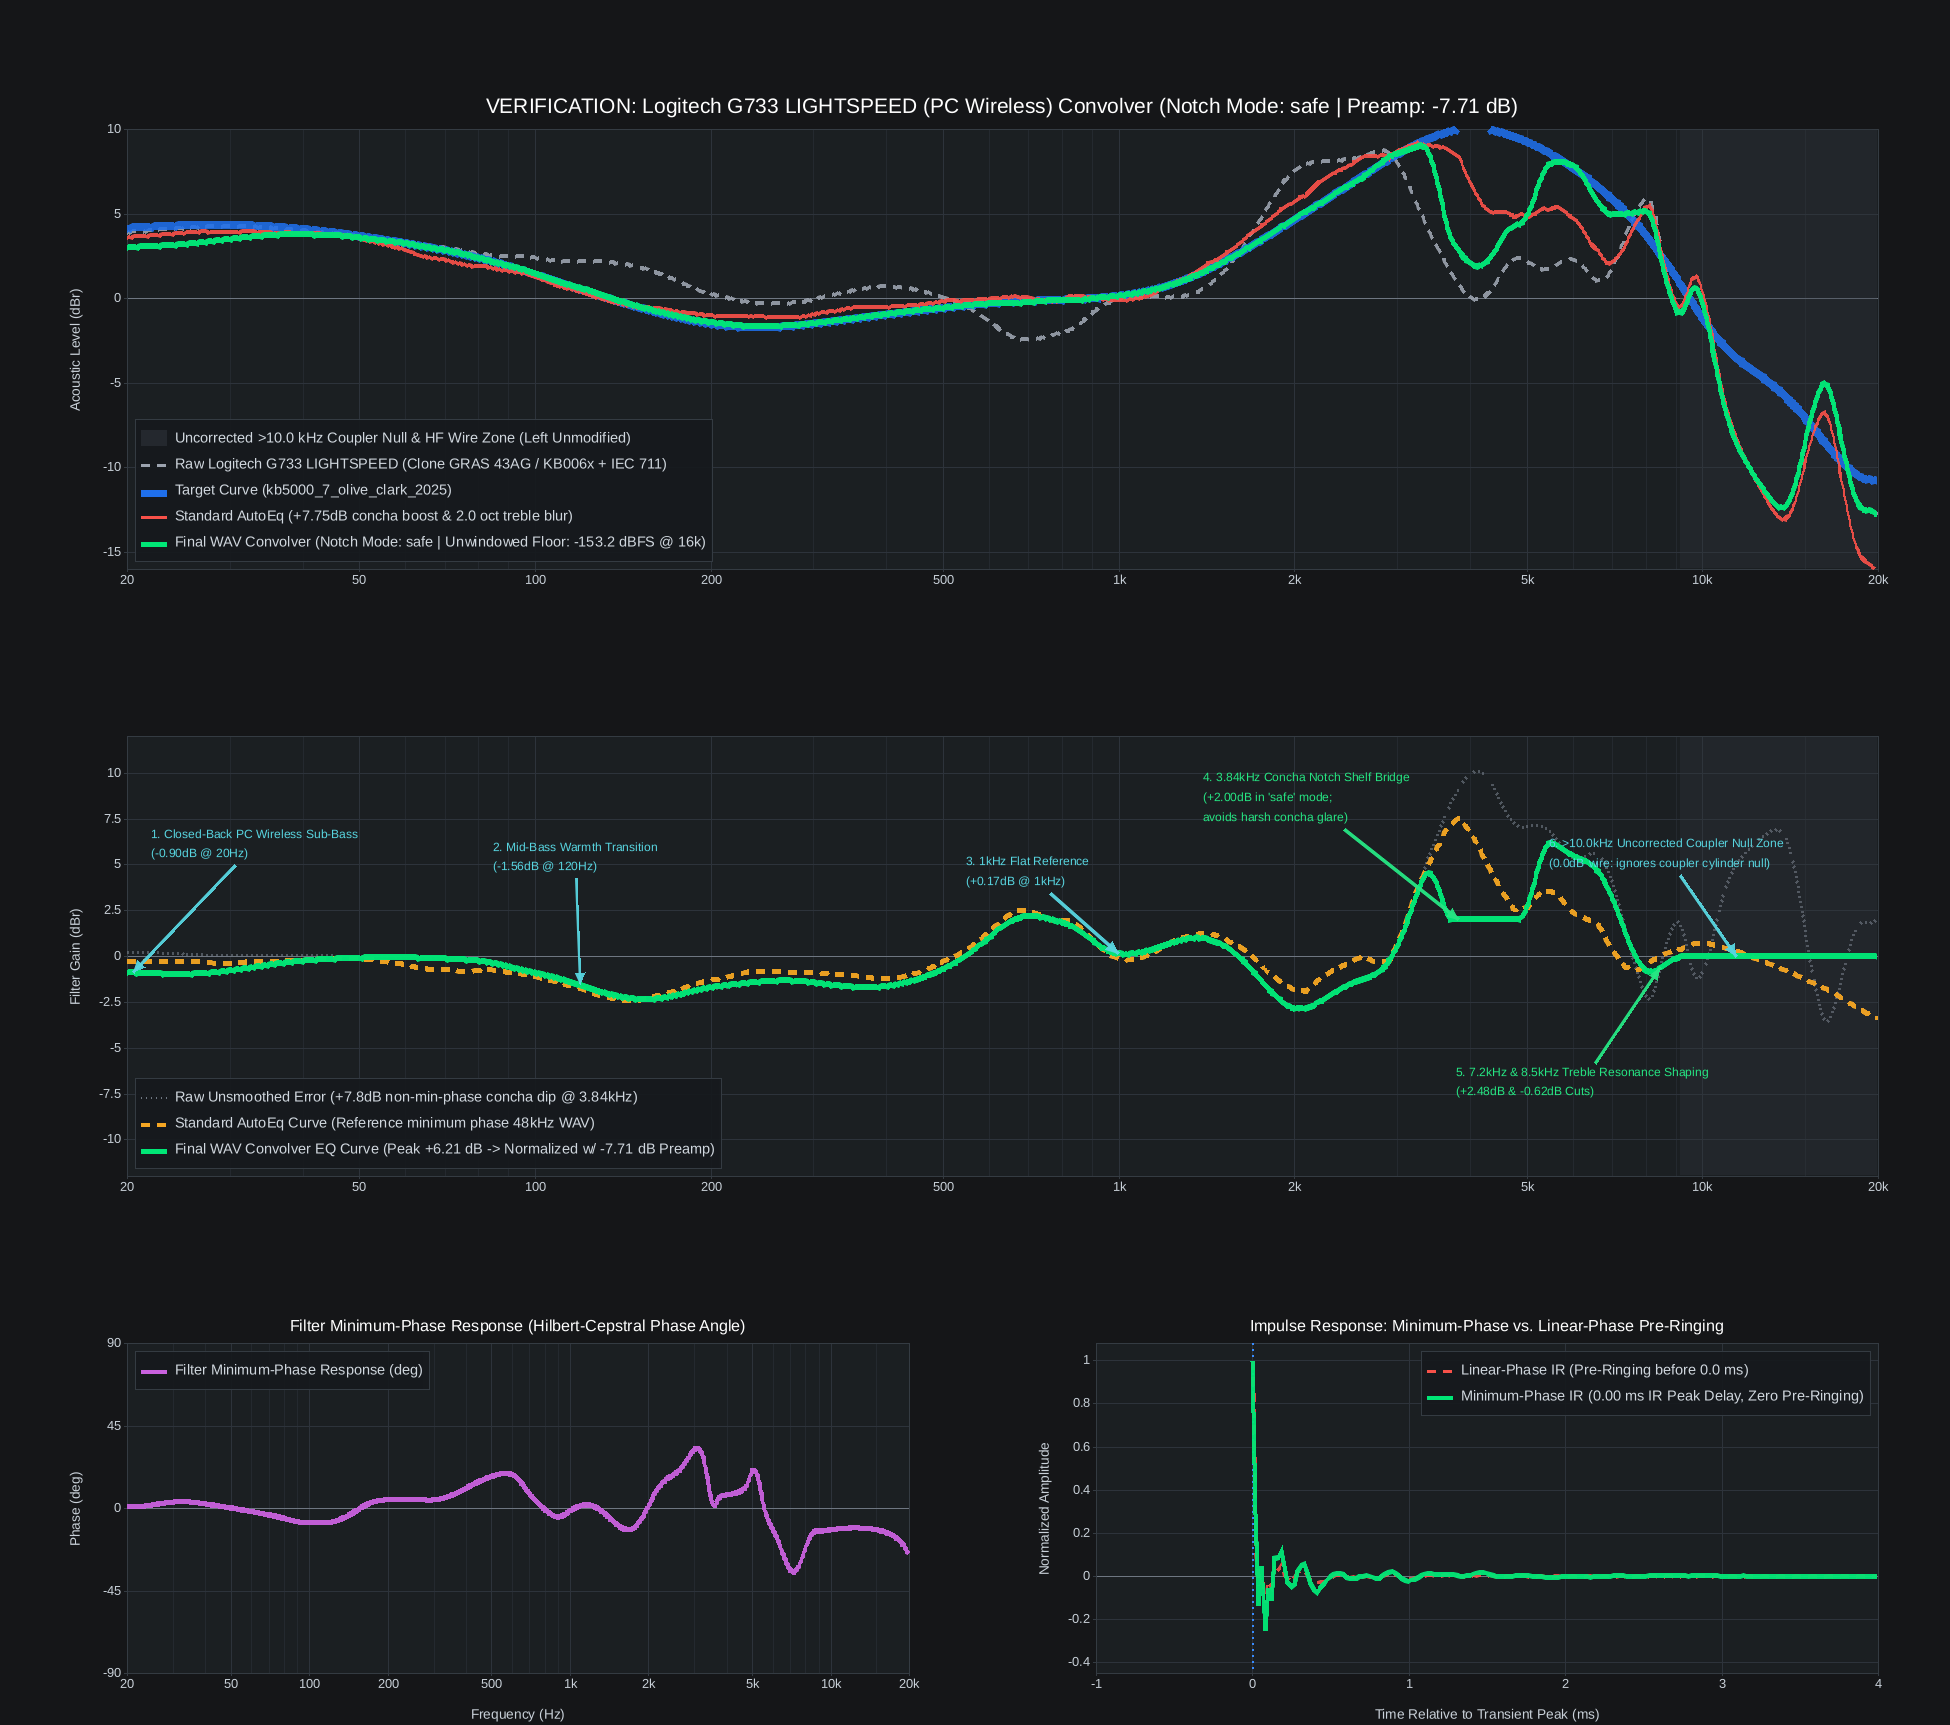 VERIFICATION: Logitech G733 LIGHTSPEED (PC Wireless) Convolver (Notch Mode: safe | Preamp: -7.71 dB)
10
5
0
-5
-10
-15
Acoustic Level (dBr)
Uncorrected >10.0 kHz Coupler Null & HF Wire Zone (Left Unmodified)
Raw Logitech G733 LIGHTSPEED (Clone GRAS 43AG / KB006x + IEC 711)
Target Curve (kb5000_7_olive_clark_2025)
Standard AutoEq (+7.75dB concha boost & 2.0 oct treble blur)
Final WAV Convolver (Notch Mode: safe | Unwindowed Floor: -153.2 dBFS @ 16k)
20 50 100 200 500 1k 2k 5k 10k 20k
10
7.5
5
2.5
0
-2.5
-5
-7.5
-10
Filter Gain (dBr)
1. Closed-Back PC Wireless Sub-Bass
(-0.90dB @ 20Hz)
2. Mid-Bass Warmth Transition
(-1.56dB @ 120Hz)
3. 1kHz Flat Reference
(+0.17dB @ 1kHz)
4. 3.84kHz Concha Notch Shelf Bridge
(+2.00dB in 'safe' mode;
avoids harsh concha glare)
>10.0kHz Uncorrected Coupler Null Zone
(0.0dB wire: ignores coupler cylinder null)
5. 7.2kHz & 8.5kHz Treble Resonance Shaping
(+2.48dB & -0.62dB Cuts)
Raw Unsmoothed Error (+7.8dB non-min-phase concha dip @ 3.84kHz)
Standard AutoEq Curve (Reference minimum phase 48kHz WAV)
Final WAV Convolver EQ Curve (Peak +6.21 dB -> Normalized w/ -7.71 dB Preamp)
20 50 100 200 500 1k 2k 5k 10k 20k
Filter Minimum-Phase Response (Hilbert-Cepstral Phase Angle)
90
45
0
-45
-90
Phase (deg)
Filter Minimum-Phase Response (deg)
20 50 100 200 500 1k 2k 5k 10k 20k
Frequency (Hz)
Impulse Response: Minimum-Phase vs. Linear-Phase Pre-Ringing
1
0.8
0.6
0.4
0.2
0
-0.2
-0.4
Normalized Amplitude
Linear-Phase IR (Pre-Ringing before 0.0 ms)
Minimum-Phase IR (0.00 ms IR Peak Delay, Zero Pre-Ringing)
-1 0 1 2 3 4
Time Relative to Transient Peak (ms)